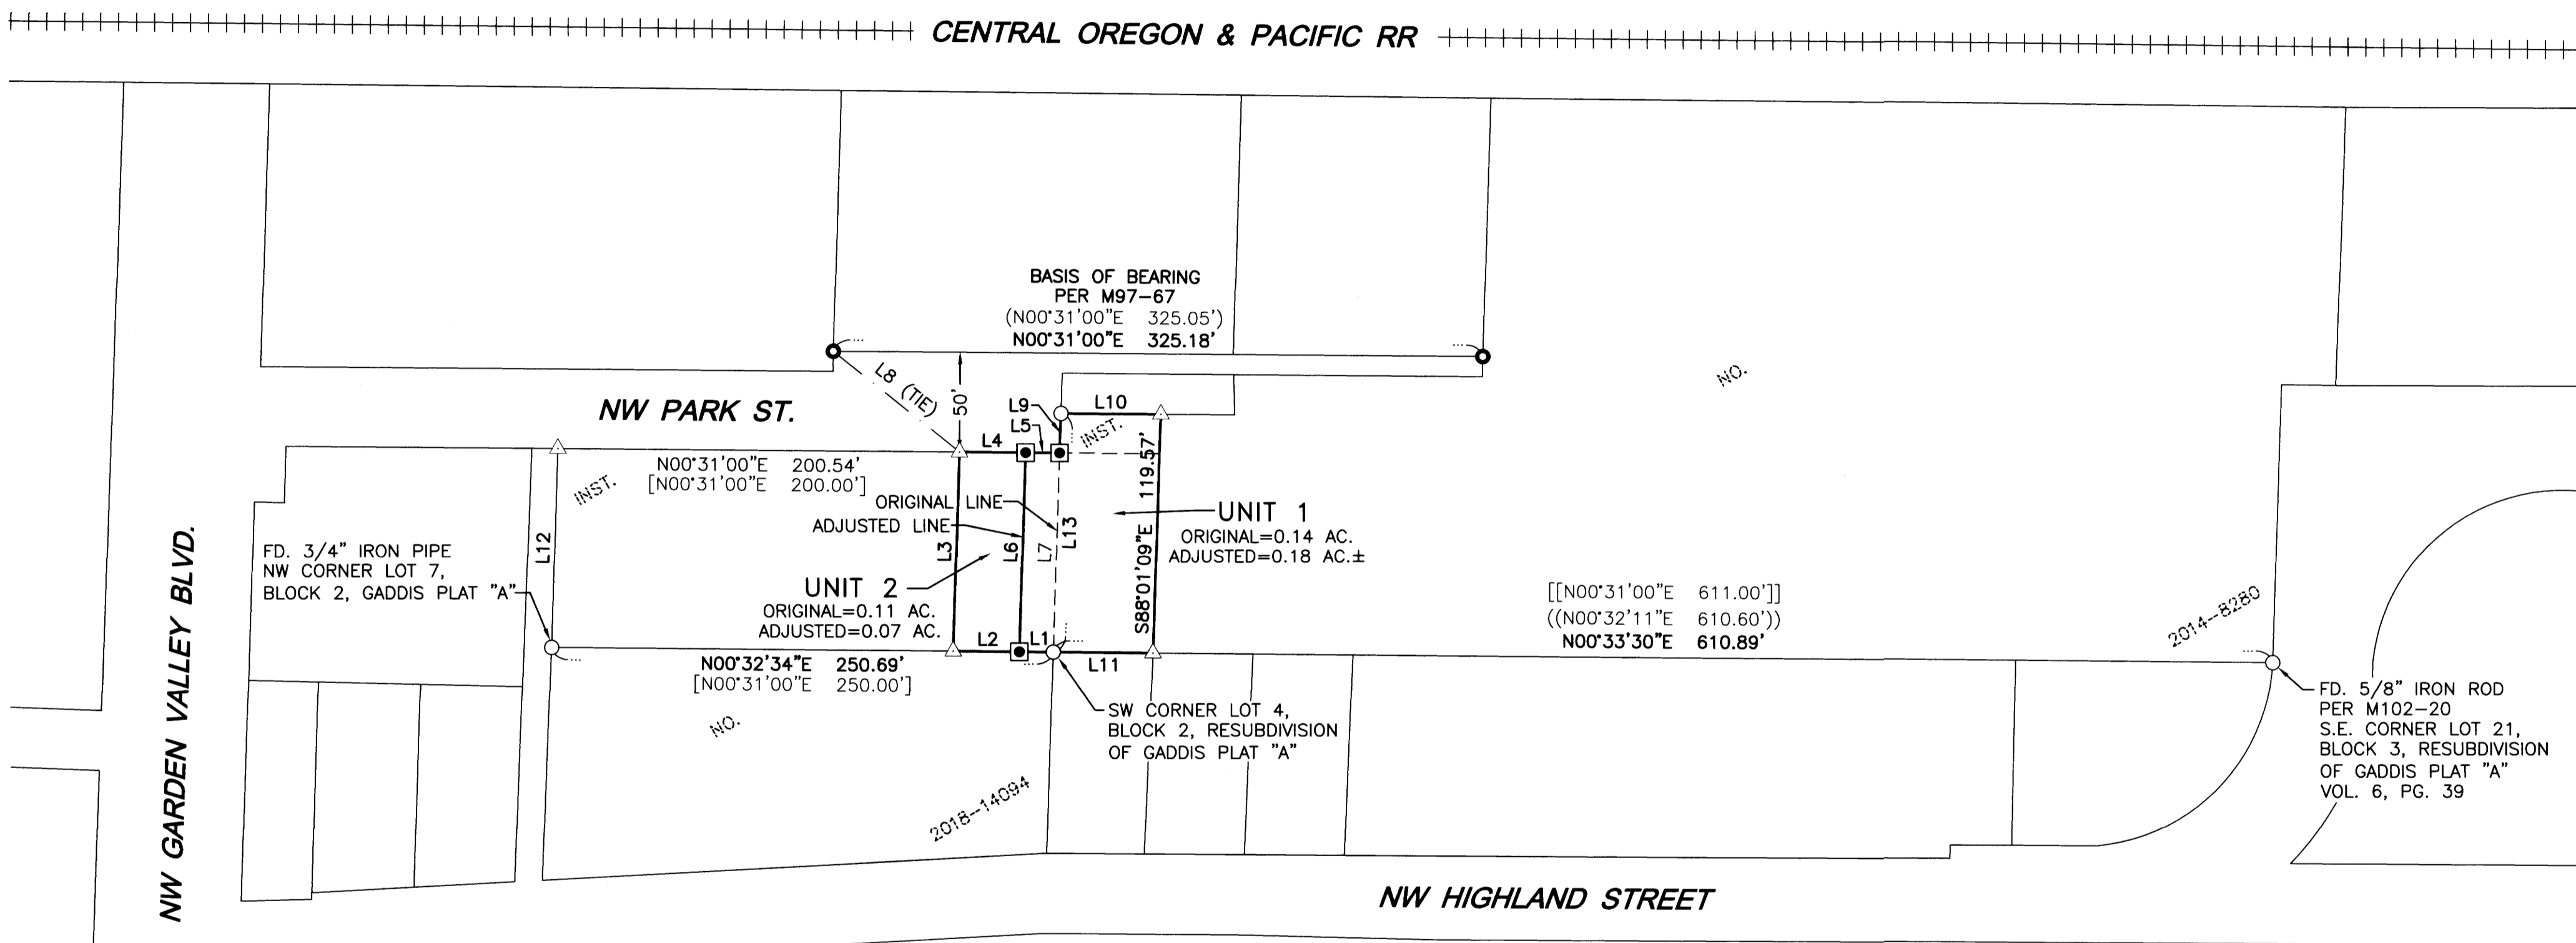 CENTRAL OREGON & PACIFIC RR
BASIS OF BEARING
PER M97-67
(N00°31'00"E 325.05')
N00°31'00"E 325.18'
L8 (TIE)
50'
NW PARK ST.
L9
L10
L5
L4
INST.
NO.
N00°31'00"E 200.54'
[N00°31'00"E 200.00']
INST.
ORIGINAL LINE
ADJUSTED LINE
L12
L3
L6
L7
L13
S88°01'09"E 119.57'
UNIT 1
ORIGINAL=0.14 AC.
ADJUSTED=0.18 AC.±
FD. 3/4" IRON PIPE
NW CORNER LOT 7,
BLOCK 2, GADDIS PLAT "A"
UNIT 2
ORIGINAL=0.11 AC.
ADJUSTED=0.07 AC.
L2
L1
L11
[[N00°31'00"E 611.00']]
((N00°32'11"E 610.60'))
N00°33'30"E 610.89'
2014-8280
N00°32'34"E 250.69'
[N00°31'00"E 250.00']
NO.
2018-14094
SW CORNER LOT 4,
BLOCK 2, RESUBDIVISION
OF GADDIS PLAT "A"
FD. 5/8" IRON ROD
PER M102-20
S.E. CORNER LOT 21,
BLOCK 3, RESUBDIVISION
OF GADDIS PLAT "A"
VOL. 6, PG. 39
NW GARDEN VALLEY BLVD.
NW HIGHLAND STREET